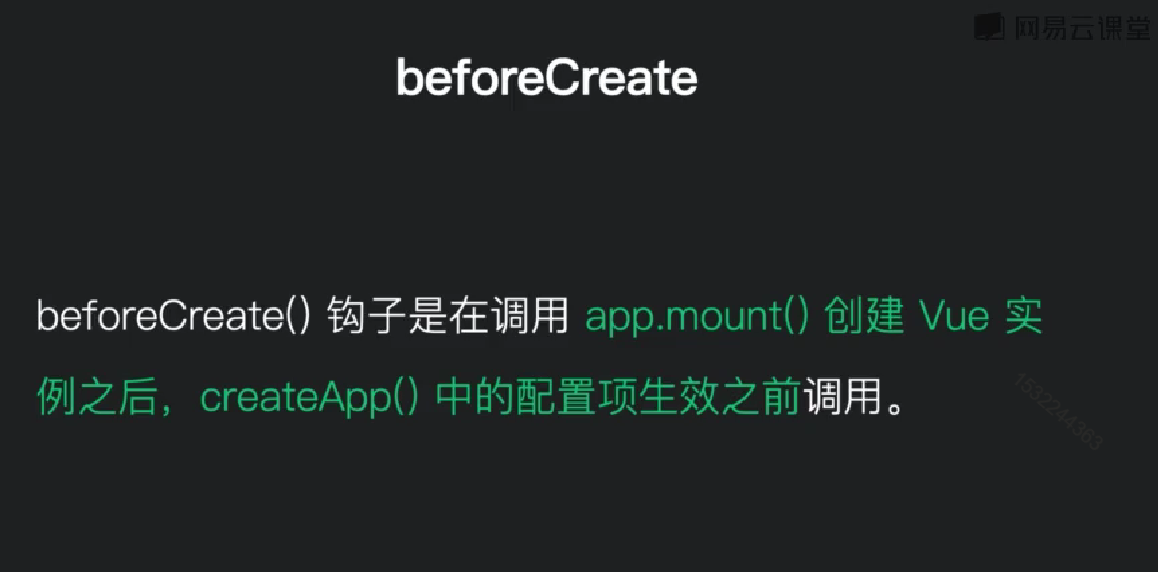 网易云课堂
beforeCreate
beforeCreate() 钩子是在调用 app.mount() 创建 Vue 实
例之后，createApp() 中的配置项生效之前调用。
1532244363